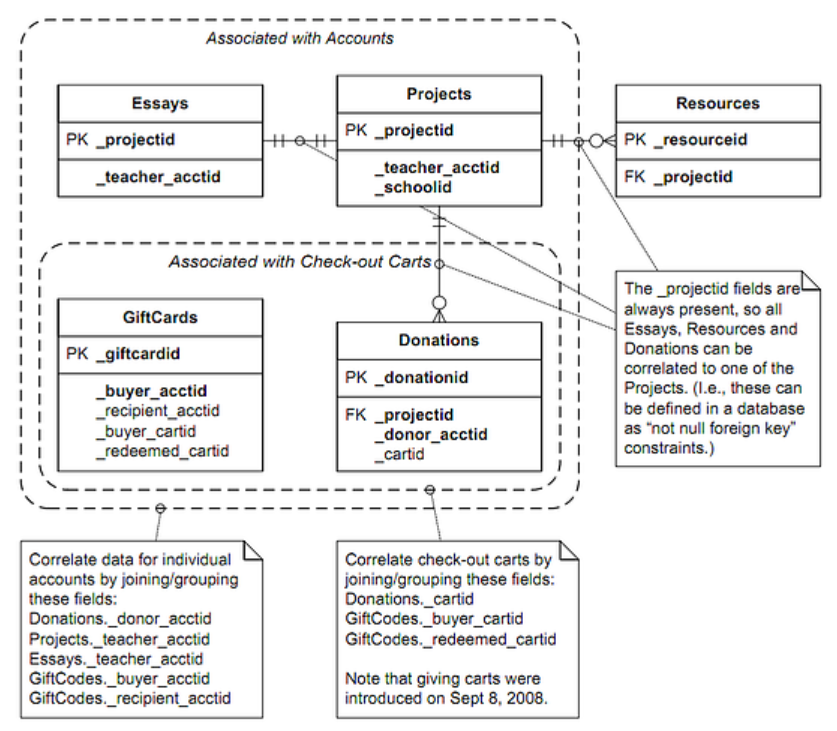 Associated with Accounts
Essays
PK _projectid
_teacher_acctid
Projects
PK _projectid
_teacher_acctid
_schoolid
Resources
PK _resourceid
FK _projectid
Associated with Check-out Carts
GiftCards
PK _giftcardid
_buyer_acctid
_recipient_acctid
_buyer_cartid
_redeemed_cartid
Donations
PK _donationid
FK _projectid
_donor_acctid
_cartid
The _projectid fields are
always present, so all
Essays, Resources and
Donations can be
correlated to one of the
Projects. (I.e., these can
be defined in a database
as “not null foreign key”
constraints.)
Correlate data for individual
accounts by joining/grouping
these fields:
Donations._donor_acctid
Projects._teacher_acctid
Essays._teacher_acctid
GiftCodes._buyer_acctid
GiftCodes._recipient_acctid
Correlate check-out carts by
joining/grouping these fields:
Donations._cartid
GiftCodes._buyer_cartid
GiftCodes._redeemed_cartid
Note that giving carts were
introduced on Sept 8, 2008.